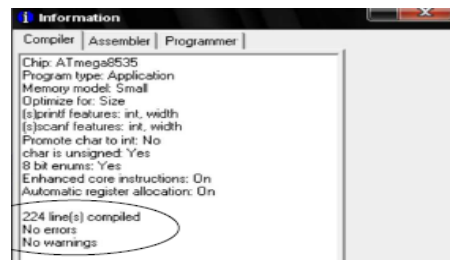 Information
Compiler Assembler Programmer
Chip: ATmega8535
Program type: Application
Memory model: Small
Optimize for: Size
(s)printf features: int, width
(s)scanf features: int, width
Promote char to int: No
char is unsigned: Yes
8 bit enums: Yes
Enhanced core instructions: On
Automatic register allocation: On
224 line(s) compiled
No errors
No warnings